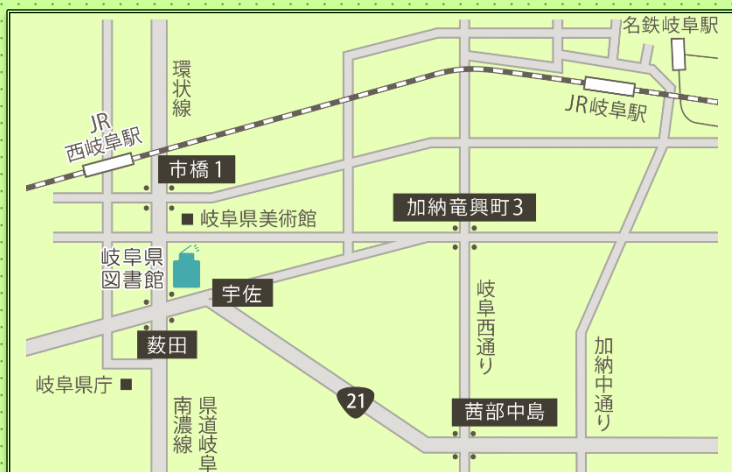 名鉄岐阜駅
環状線
JR岐阜駅
JR
西岐阜駅
市橋1
岐阜県美術館
加納竜興町3
岐阜県
図書館
宇佐
岐阜西通り
薮田
加納中通り
岐阜県庁
21
県道岐阜
南濃線
茜部中島